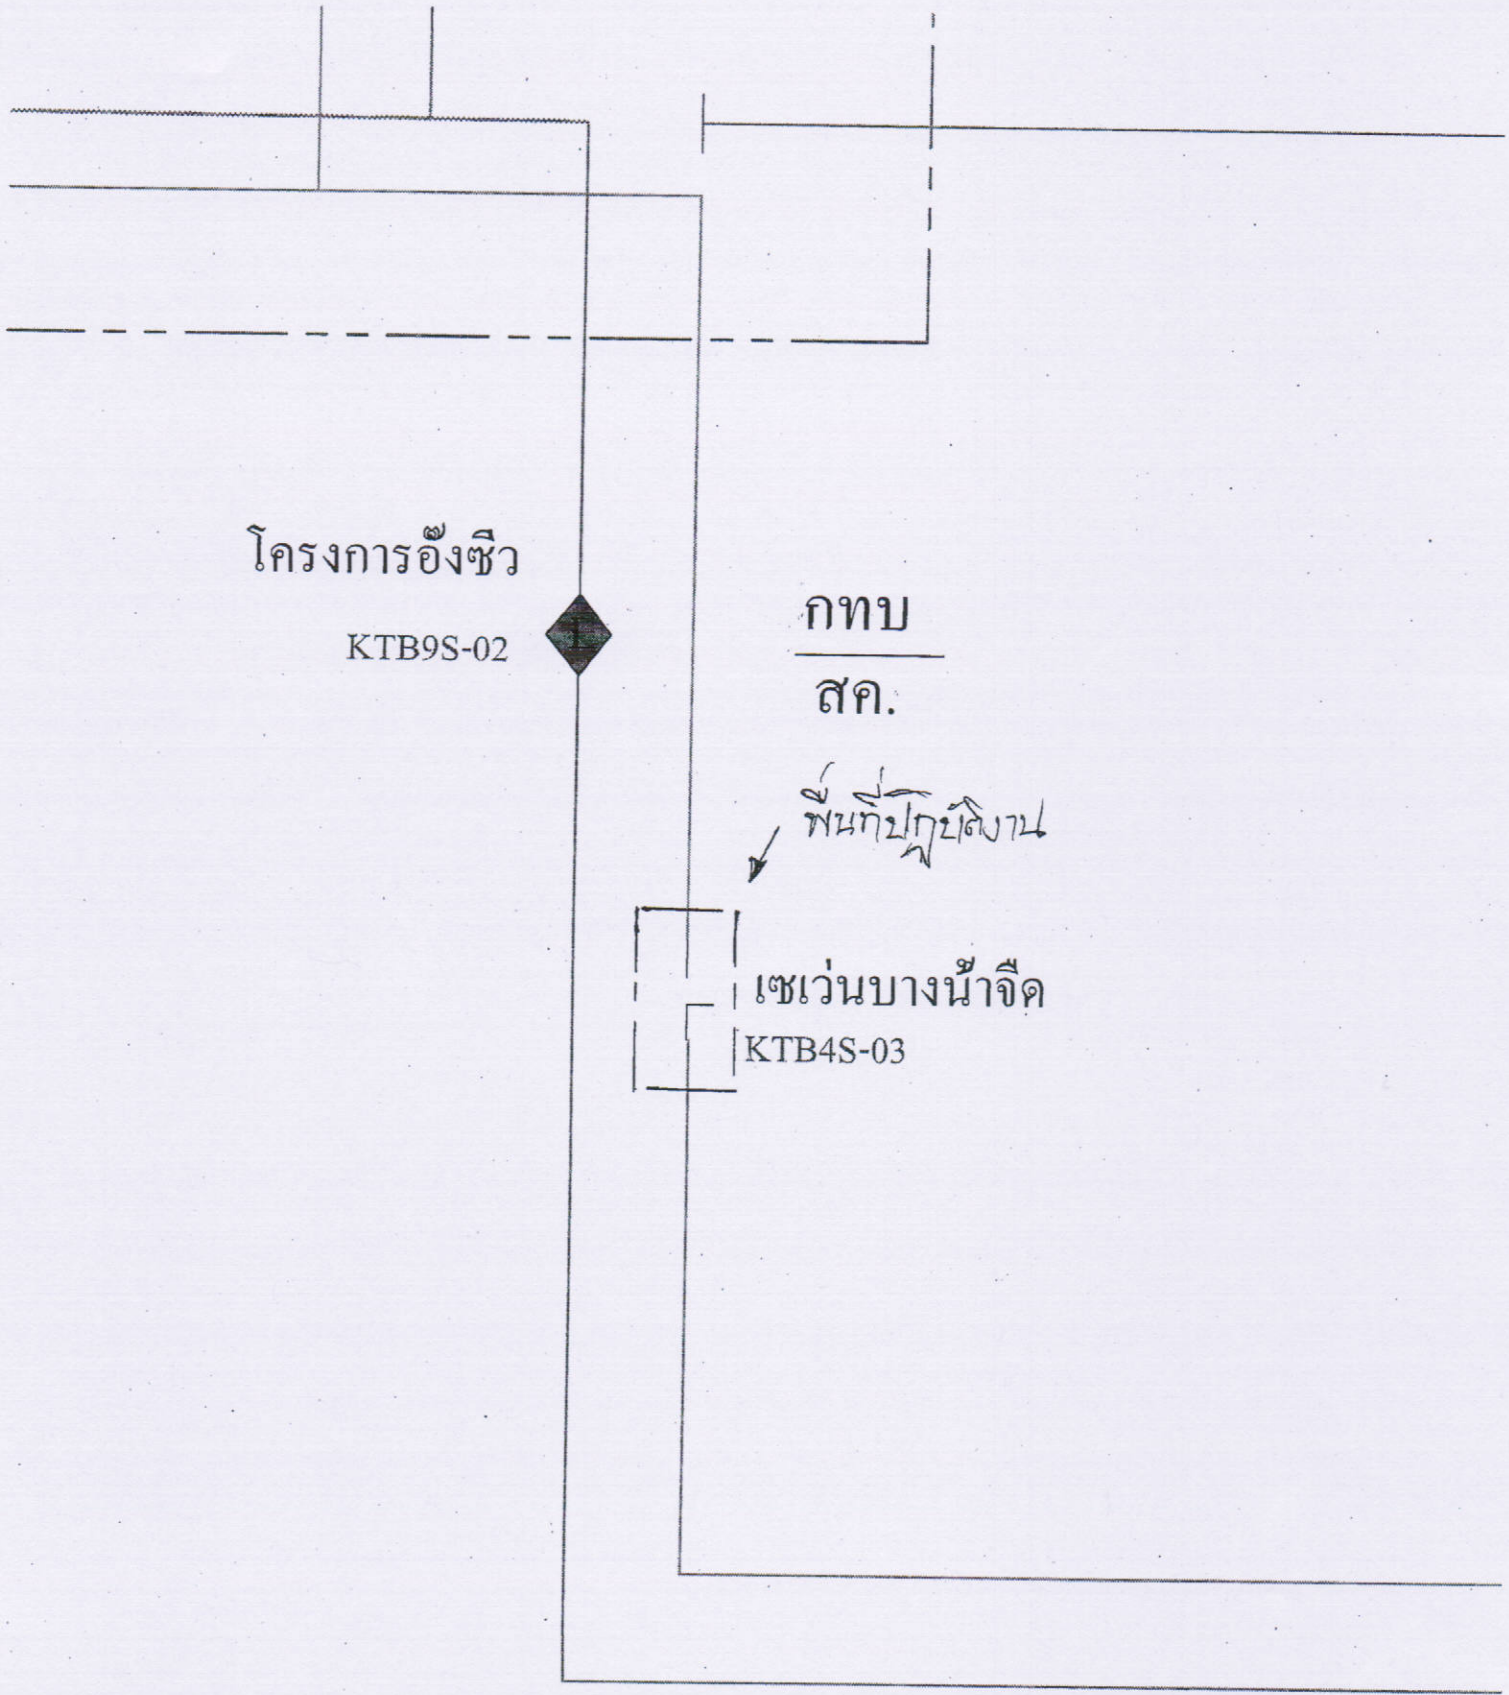 โครงการอึ๊งซีว
KTB9S-02
กทบ
สค.
พื้นที่ปฏิบัติงาน
เซเว่นบางน้ำจืด
KTB4S-03